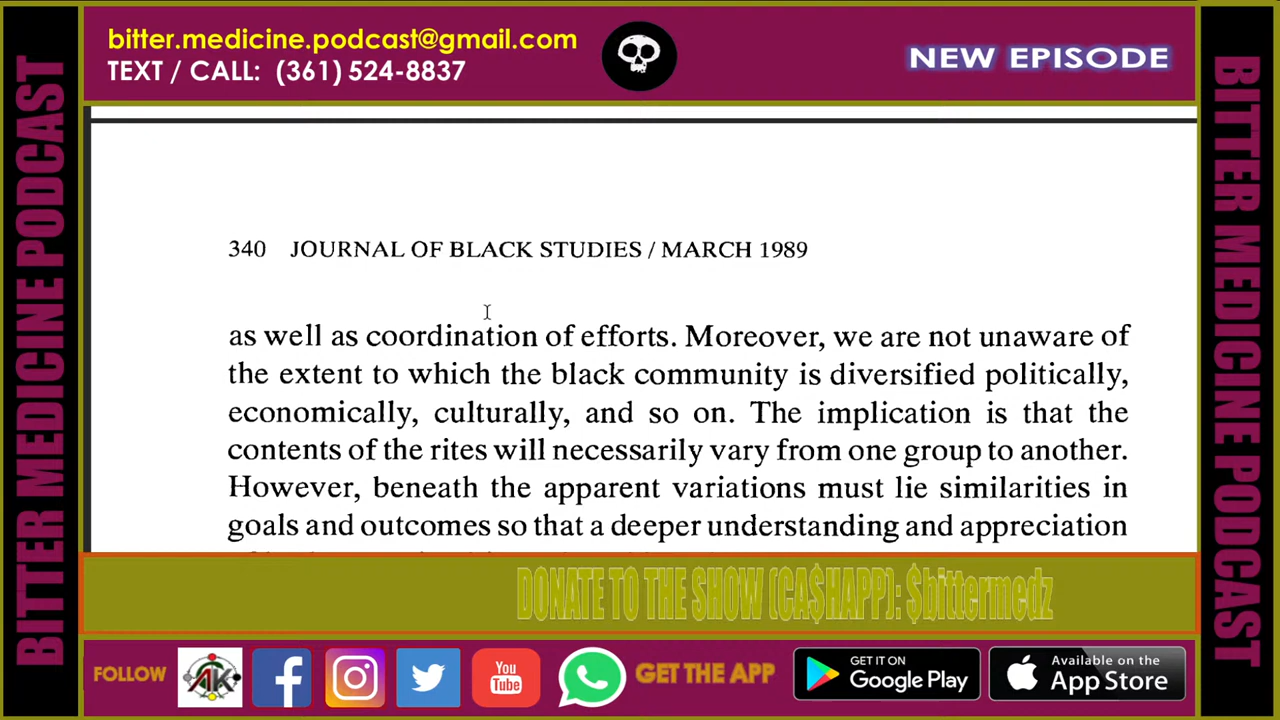 bitter.medicine.podcast@gmail.com
TEXT / CALL: (361) 524-8837
NEW EPISODE
BITTER MEDICINE PODCAST
340 JOURNAL OF BLACK STUDIES / MARCH 1989
as well as coordination of efforts. Moreover, we are not unaware of
the extent to which the black community is diversified politically,
economically, culturally, and so on. The implication is that the
contents of the rites will necessarily vary from one group to another.
However, beneath the apparent variations must lie similarities in
goals and outcomes so that a deeper understanding and appreciation
BITTER MEDICINE PODCAST
DONATE TO THE SHOW (CA$HAPP): $bittermedz
FOLLOW
ATK
You
Tube
GET THE APP
GET IT ON
Google Play
Available on the
App Store